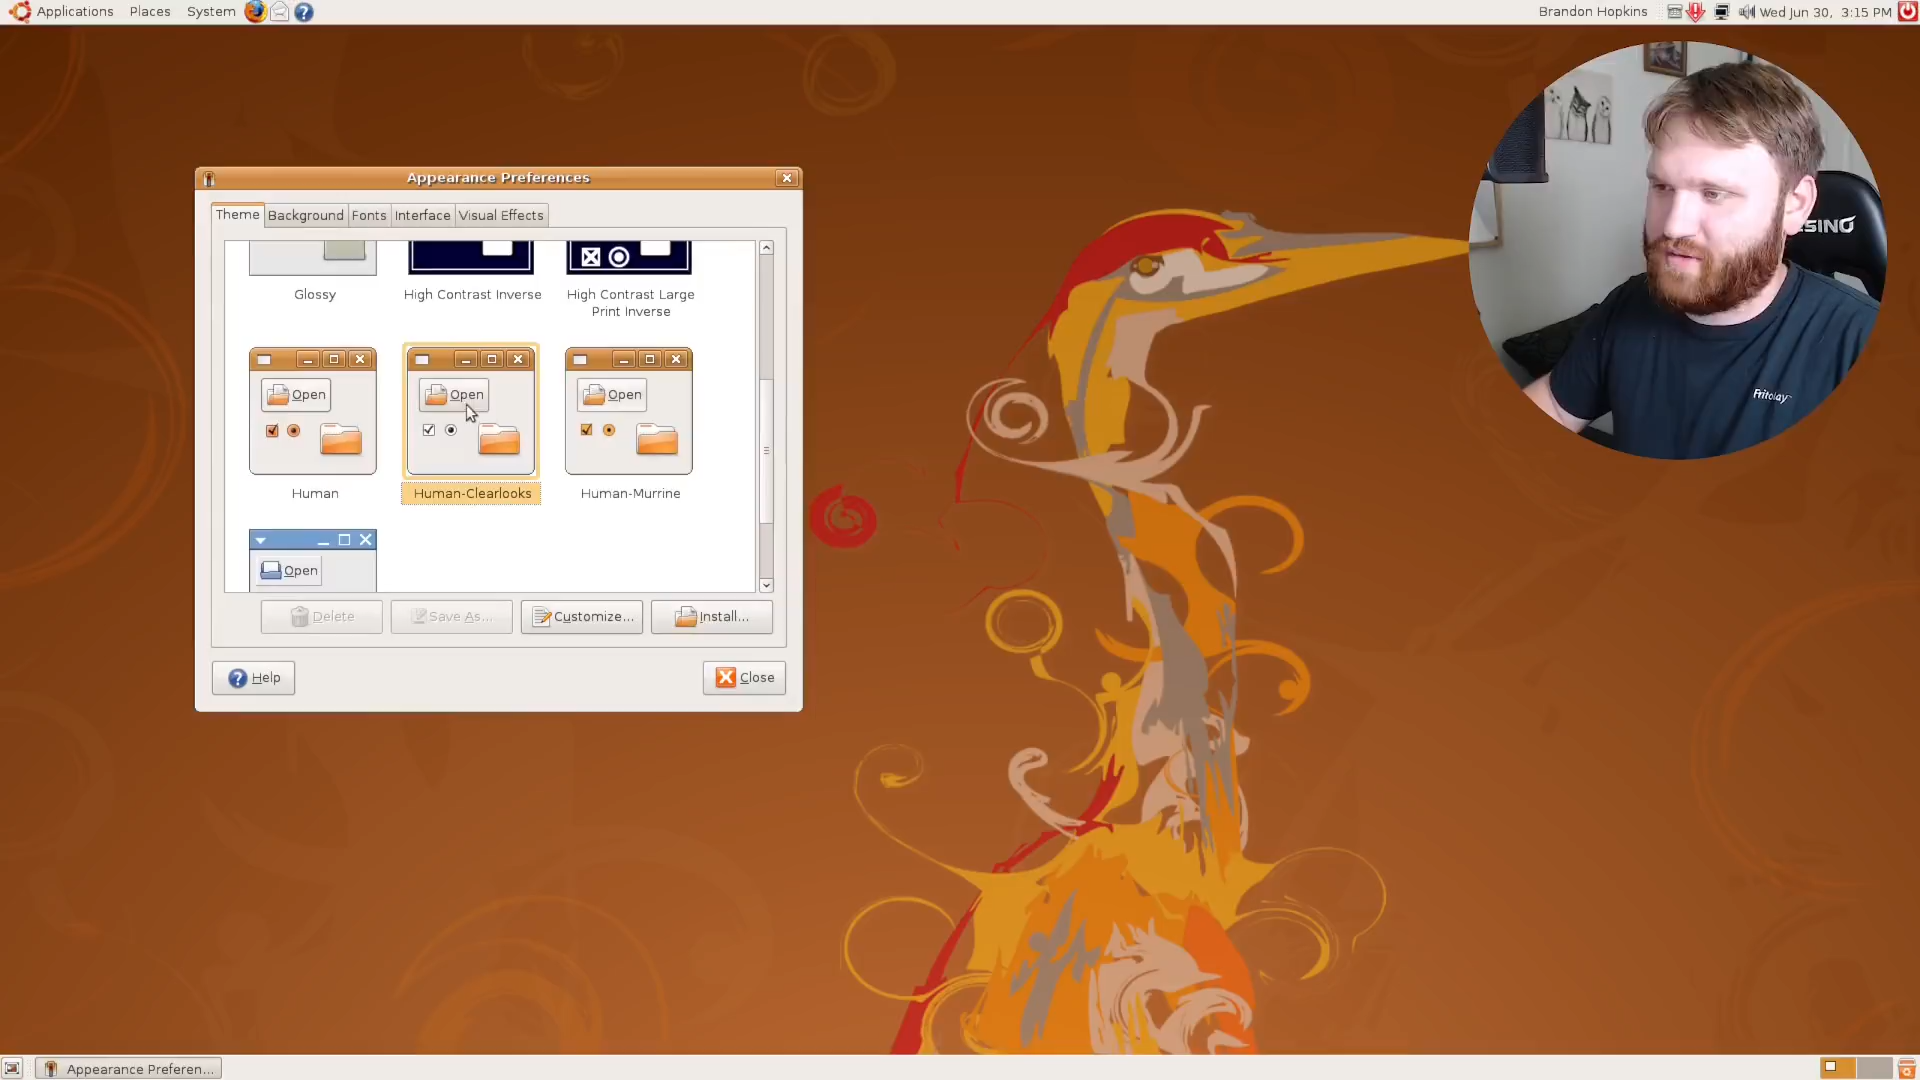 Applications Places System
Brandon Hopkins
Wed Jun 30, 3:15 PM
Appearance Preferences
Theme
Background
Fonts
Interface
Visual Effects
Glossy
High Contrast Inverse
High Contrast Large
Print Inverse
Open
Open
Open
Human
Human-Clearlooks
Human-Murrine
Open
Delete
Save As...
Customize...
Install...
Help
Close
Appearance Preferen...
ESINO
Fritolay